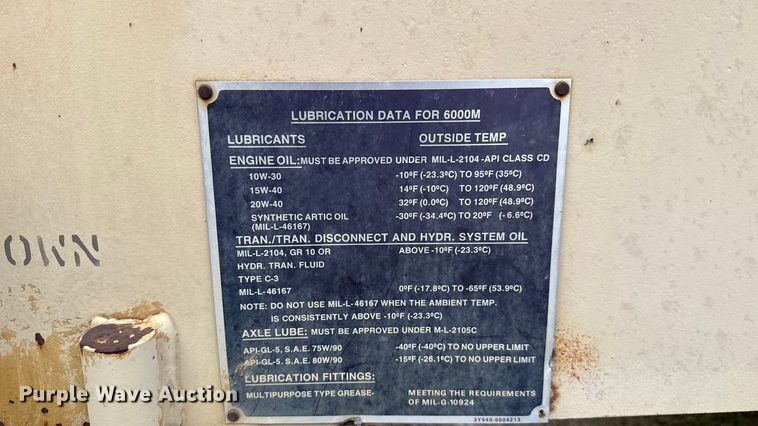 LUBRICATION DATA FOR 6000M
LUBRICANTS OUTSIDE TEMP
ENGINE OIL: MUST BE APPROVED UNDER MIL-L-2104-API CLASS CD
10W-30 -10ºF (-23.3ºC) TO 95ºF (35ºC)
15W-40 14ºF (-10ºC) TO 120ºF (48.9ºC)
20W-40 32ºF (0.0ºC) TO 120ºF (48.9ºC)
SYNTHETIC ARTIC OIL -30ºF (-34.4ºC) TO 20ºF (-6.6ºC)
(MIL-L-46167)
TRAN./TRAN. DISCONNECT AND HYDR. SYSTEM OIL
MIL-L-2104, GR 10 OR ABOVE -10ºF (-23.3ºC)
HYDR. TRAN. FLUID
TYPE C-3
MIL-L-46167 0ºF (-17.8ºC) TO -65ºF (53.9ºC)
NOTE: DO NOT USE MIL-L-46167 WHEN THE AMBIENT TEMP.
IS CONSISTENTLY ABOVE -10ºF (-23.3ºC)
AXLE LUBE: MUST BE APPROVED UNDER M-L-2105C
API-GL-5, S.A.E. 75W/90 -40ºF (-40ºC) TO NO UPPER LIMIT
API-GL-5, S.A.E. 80W/90 -15ºF (-26.1ºC) TO NO UPPER LIMIT
LUBRICATION FITTINGS:
MULTIPURPOSE TYPE GREASE- MEETING THE REQUIREMENTS
OF MIL-G-10924
3Y949-6604213
OWN
Purple Wave Auction